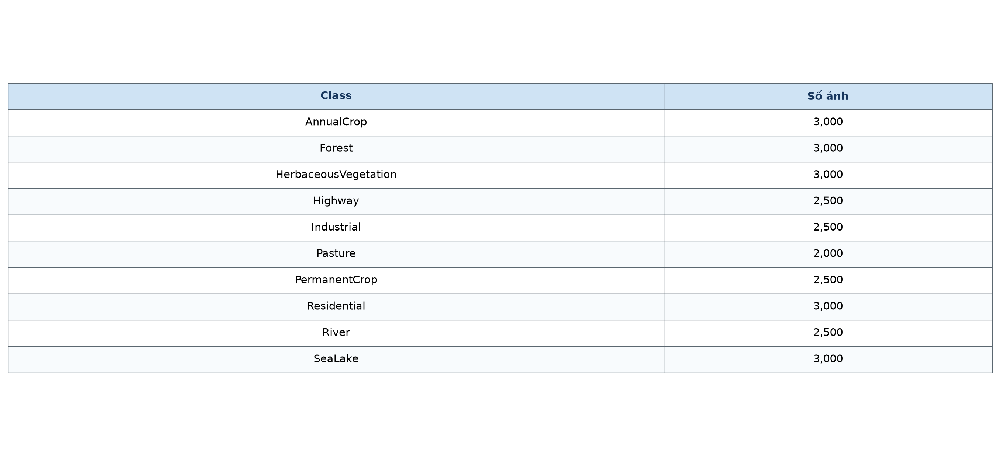 Class Số ảnh
AnnualCrop 3,000
Forest 3,000
HerbaceousVegetation 3,000
Highway 2,500
Industrial 2,500
Pasture 2,000
PermanentCrop 2,500
Residential 3,000
River 2,500
SeaLake 3,000